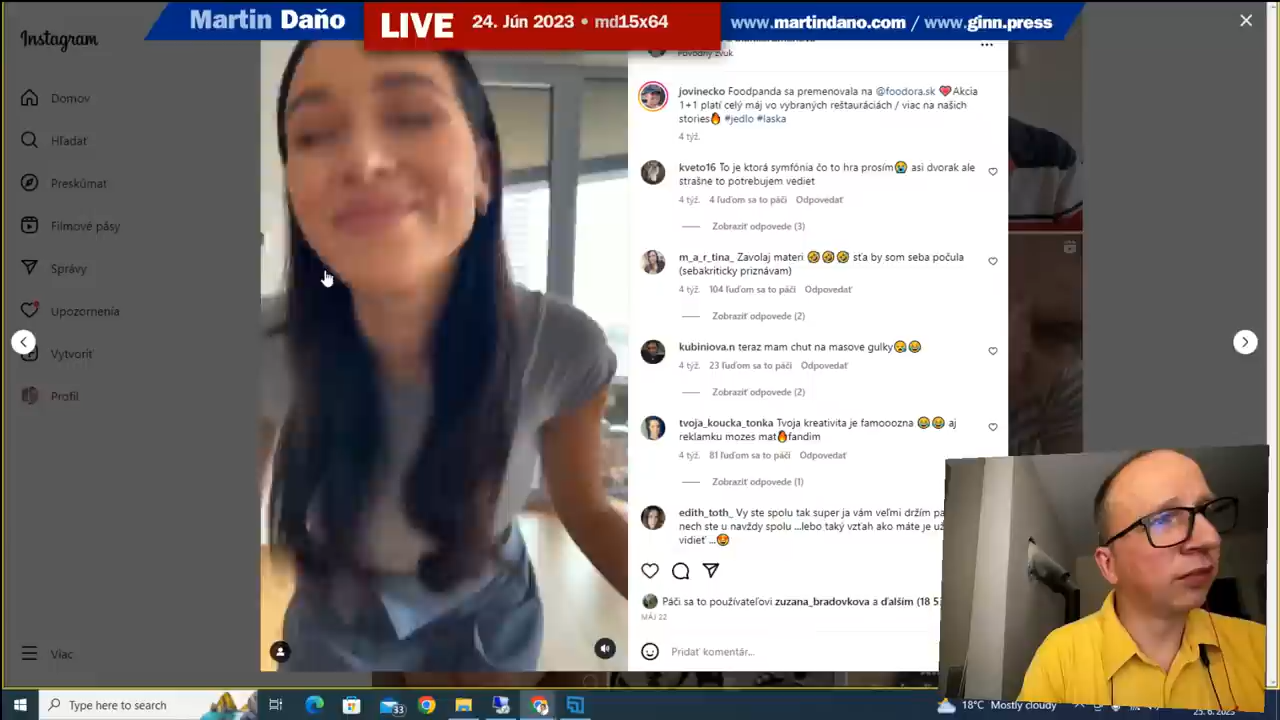 Martin Daňo
LIVE
24. Jún 2023 • md15x64
www.martindano.com / www.ginn.press
Instagram
Domov
Hľadať
Preskúmať
Filmové pásy
Správy
Upozornenia
Vytvoriť
Profil
Viac
Pôvodný zvuk
jovinecko Foodpanda sa premenovala na @foodora.sk ❤️Akcia
1+1 platí celý máj vo vybraných reštauráciách / viac na našich
stories🔥 #jedlo #laska
4 týž.
kveto16 To je ktorá symfónia čo to hra prosím😭 asi dvorak ale
strašne to potrebujem vediet
4 týž. 4 ľuďom sa to páči Odpovedať
Zobraziť odpovede (3)
m_a_r_tina_ Zavolaj materi 🤣🤣🤣 sťa by som seba počula
(sebakriticky priznávam)
4 týž. 104 ľuďom sa to páči Odpovedať
Zobraziť odpovede (2)
kubiniova.n teraz mam chut na masove gulky😪😂
4 týž. 23 ľuďom sa to páči Odpovedať
Zobraziť odpovede (2)
tvoja_koucka_tonka Tvoja kreativita je famooozna 😂😂 aj
reklamku mozes mat🔥fandim
4 týž. 81 ľuďom sa to páči Odpovedať
Zobraziť odpovede (1)
edith_toth_ Vy ste spolu tak super ja vám veľmi držím
nech ste u navždy spolu ...lebo taký vzťah ako máte je
vidieť ...☺️
Páči sa to používateľovi zuzana_bradovkova a ďalším (18 5
MÁJ 22
Pridať komentár...
Type here to search
33
18°C Mostly cloudy